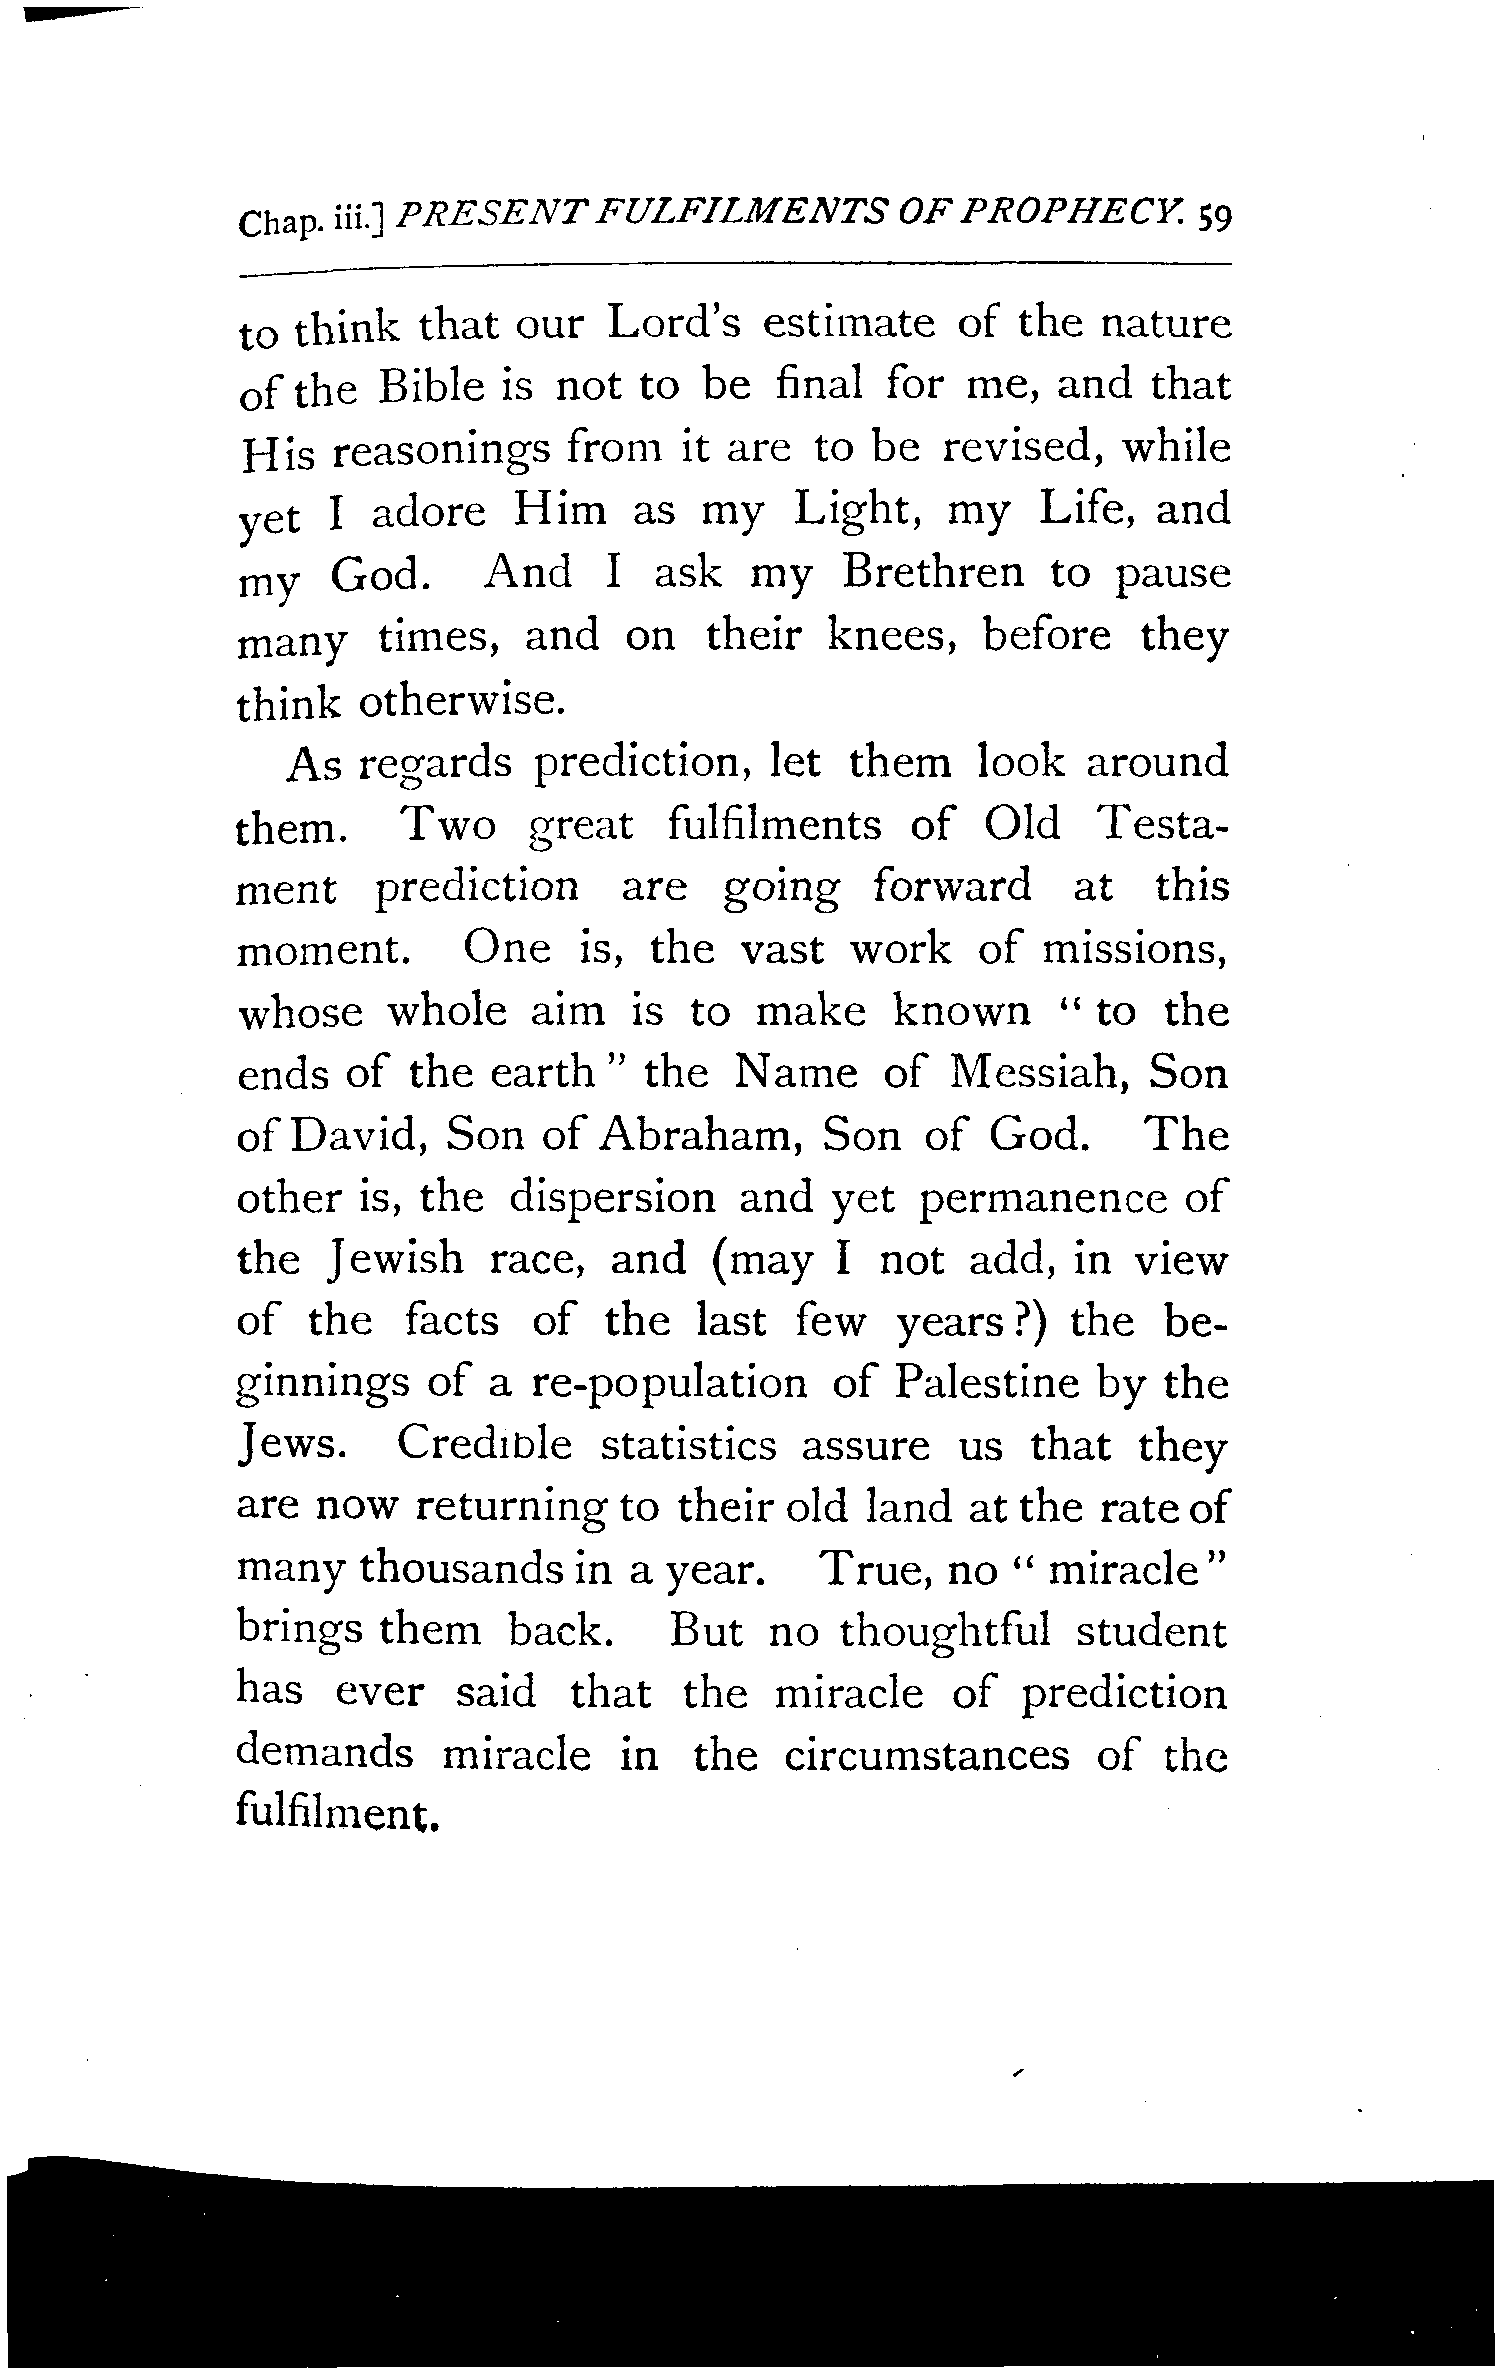 Chap. iii.] PRESENT FULFILMENTS OF PROPHECY. 59
to think that our Lord's estimate of the nature
of the Bible is not to be final for me, and that
His reasonings from it are to be revised, while
yet I adore Him as my Light, my Life, and
my God. And I ask my Brethren to pause
many times, and on their knees, before they
think otherwise.
As regards prediction, let them look around
them. Two great fulfilments of Old Testa-
ment prediction are going forward at this
moment. One is, the vast work of missions,
whose whole aim is to make known " to the
ends of the earth " the Name of Messiah, Son
of David, Son of Abraham, Son of God. The
other is, the dispersion and yet permanence of
the Jewish race, and (may I not add, in view
of the facts of the last few years ?) the be-
ginnings of a re-population of Palestine by the
Jews. Credible statistics assure us that they
are now returning to their old land at the rate of
many thousands in a year. True, no " miracle "
brings them back. But no thoughtful student
has ever said that the miracle of prediction
demands miracle in the circumstances of the
fulfilment.